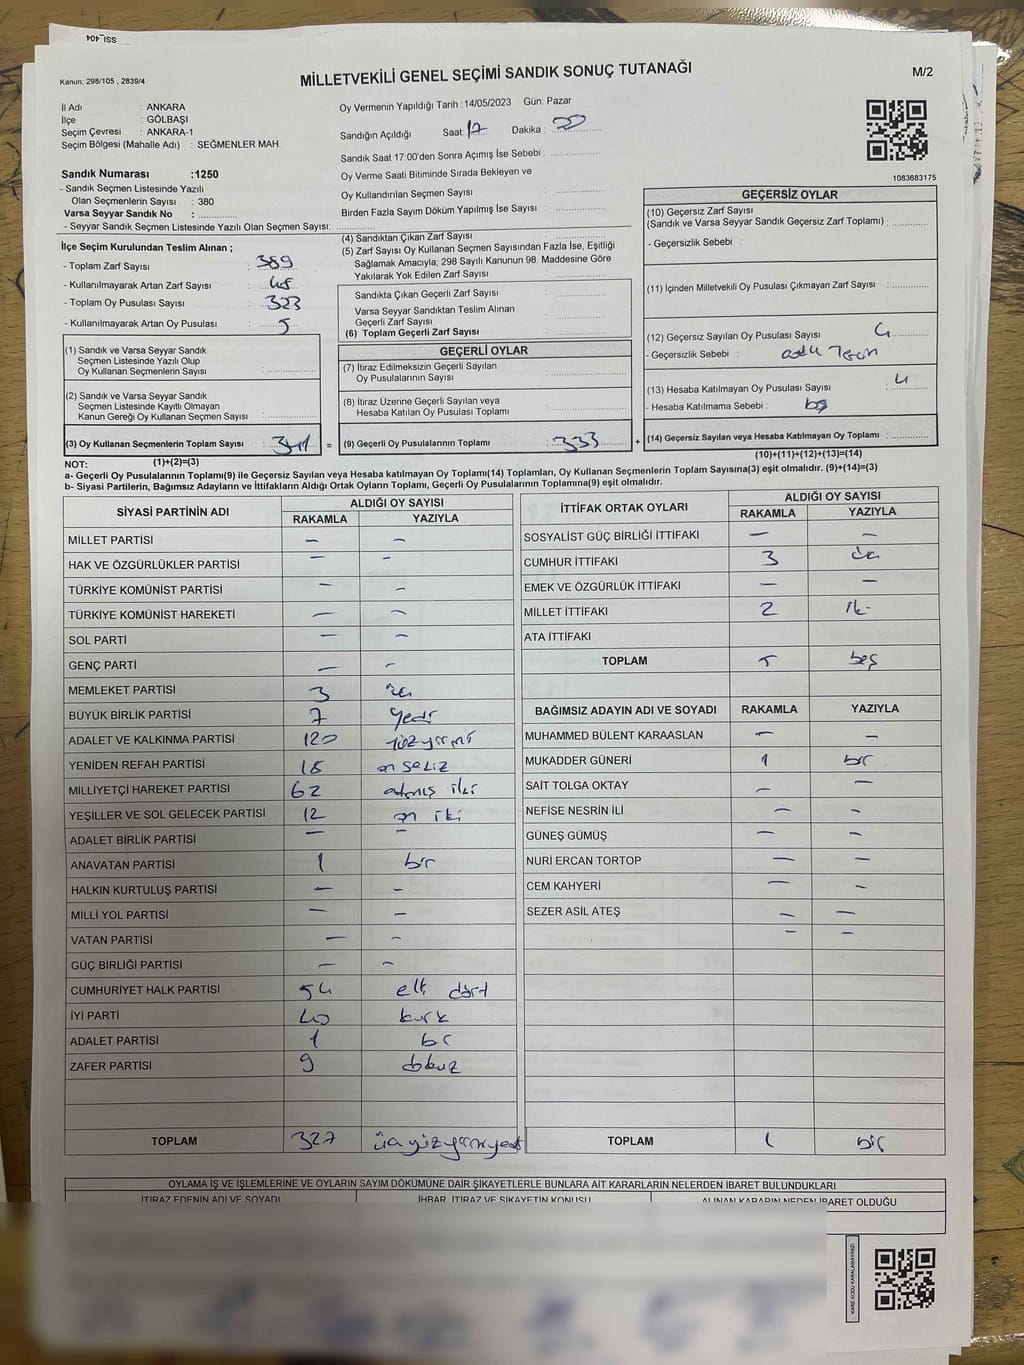 SSI_404
Kanun: 298/105 , 2839/4
MİLLETVEKİLİ GENEL SEÇİMİ SANDIK SONUÇ TUTANAĞI
M/2
İl Adı : ANKARA
İlçe : GÖLBAŞI
Seçim Çevresi : ANKARA-1
Seçim Bölgesi (Mahalle Adı) : SEĞMENLER MAH.
Sandık Numarası :1250
- Sandık Seçmen Listesinde Yazılı
Olan Seçmenlerin Sayısı : 380
Varsa Seyyar Sandık No :
- Seyyar Sandık Seçmen Listesinde Yazılı Olan Seçmen Sayısı:
Oy Vermenin Yapıldığı Tarih :14/05/2023 Gün: Pazar
Sandığın Açıldığı Saat: 17 Dakika :
Sandık Saat 17:00'den Sonra Açımış İse Sebebi :
Oy Verme Saati Bitiminde Sırada Bekleyen ve
Oy Kullandırılan Seçmen Sayısı :
Birden Fazla Sayım Döküm Yapılmış İse Sayısı :
1083683175
İlçe Seçim Kurulundan Teslim Alınan ;
- Toplam Zarf Sayısı : 389
- Kullanılmayarak Artan Zarf Sayısı : 48
- Toplam Oy Pusulası Sayısı : 323
- Kullanılmayarak Artan Oy Pusulası : 5
(1) Sandık ve Varsa Seyyar Sandık
Seçmen Listesinde Yazılı Olup
Oy Kullanan Seçmenlerin Sayısı :
(2) Sandık ve Varsa Seyyar Sandık
Seçmen Listesinde Kayıtlı Olmayan
Kanun Gereği Oy Kullanan Seçmen Sayısı :
(3) Oy Kullanan Seçmenlerin Toplam Sayısı : 341
(1)+(2)=(3)
(4) Sandıktan Çıkan Zarf Sayısı :
(5) Zarf Sayısı Oy Kullanan Seçmen Sayısından Fazla İse, Eşitliği
Sağlamak Amacıyla; 298 Sayılı Kanunun 98. Maddesine Göre
Yakılarak Yok Edilen Zarf Sayısı :
Sandıkta Çıkan Geçerli Zarf Sayısı :
Varsa Seyyar Sandıktan Teslim Alınan
Geçerli Zarf Sayısı :
(6) Toplam Geçerli Zarf Sayısı :
GEÇERLİ OYLAR
(7) İtiraz Edilmeksizin Geçerli Sayılan
Oy Pusulalarının Sayısı :
(8) İtiraz Üzerine Geçerli Sayılan veya
Hesaba Katılan Oy Pusulası Toplamı :
= (9) Geçerli Oy Pusulalarının Toplamı : 333 +
GEÇERSİZ OYLAR
(10) Geçersiz Zarf Sayısı
(Sandık ve Varsa Seyyar Sandık Geçersiz Zarf Toplamı) :
- Geçersizlik Sebebi :
(11) İçinden Milletvekili Oy Pusulası Çıkmayan Zarf Sayısı :
(12) Geçersiz Sayılan Oy Pusulası Sayısı : 4
- Geçersizlik Sebebi :
(13) Hesaba Katılmayan Oy Pusulası Sayısı : 4
- Hesaba Katılmama Sebebi : boş
(14) Geçersiz Sayılan veya Hesaba Katılmayan Oy Toplamı :
(10)+(11)+(12)+(13)=(14)
NOT:
a- Geçerli Oy Pusulalarının Toplamı(9) ile Geçersiz Sayılan veya Hesaba katılmayan Oy Toplamı(14) Toplamları, Oy Kullanan Seçmenlerin Toplam Sayısına(3) eşit olmalıdır. (9)+(14)=(3)
b- Siyasi Partilerin, Bağımsız Adayların ve İttifakların Aldığı Ortak Oyların Toplamı, Geçerli Oy Pusulalarının Toplamına(9) eşit olmalıdır.
SİYASİ PARTİNİN ADI ALDIĞI OY SAYISI
RAKAMLA YAZIYLA
MİLLET PARTİSİ – –
HAK VE ÖZGÜRLÜKLER PARTİSİ – –
TÜRKİYE KOMÜNİST PARTİSİ – –
TÜRKİYE KOMÜNİST HAREKETİ – –
SOL PARTİ – –
GENÇ PARTİ – –
MEMLEKET PARTİSİ 3 üç
BÜYÜK BİRLİK PARTİSİ 7 yedi
ADALET VE KALKINMA PARTİSİ 120 yüzyirmi
YENİDEN REFAH PARTİSİ 18 on sekiz
MİLLİYETÇİ HAREKET PARTİSİ 62 atmış iki
YEŞİLLER VE SOL GELECEK PARTİSİ 12 on iki
ADALET BİRLİK PARTİSİ – –
ANAVATAN PARTİSİ 1 bir
HALKIN KURTULUŞ PARTİSİ – –
MİLLİ YOL PARTİSİ – –
VATAN PARTİSİ – –
GÜÇ BİRLİĞİ PARTİSİ – –
CUMHURİYET HALK PARTİSİ 54 elli dört
İYİ PARTİ 40 kırk
ADALET PARTİSİ 1 bir
ZAFER PARTİSİ 9 dokuz
TOPLAM 327 üçyüzyirmiyedi
İTTİFAK ORTAK OYLARI ALDIĞI OY SAYISI
RAKAMLA YAZIYLA
SOSYALİST GÜÇ BİRLİĞİ İTTİFAKI – –
CUMHUR İTTİFAKI 3 üç
EMEK VE ÖZGÜRLÜK İTTİFAKI – –
MİLLET İTTİFAKI 2 iki
ATA İTTİFAKI
TOPLAM 5 beş
BAĞIMSIZ ADAYIN ADI VE SOYADI RAKAMLA YAZIYLA
MUHAMMED BÜLENT KARAASLAN – –
MUKADDER GÜNERİ 1 bir
SAİT TOLGA OKTAY – –
NEFİSE NESRİN İLİ – –
GÜNEŞ GÜMÜŞ – –
NURİ ERCAN TORTOP – –
CEM KAHYERİ – –
SEZER ASİL ATEŞ – –
– –
TOPLAM 1 bir
OYLAMA İŞ VE İŞLEMLERİNE VE OYLARIN SAYIM DÖKÜMÜNE DAİR ŞİKAYETLERLE BUNLARA AİT KARARLARIN NELERDEN İBARET BULUNDUKLARI
İTİRAZ EDENİN ADI VE SOYADI İHBAR, İTİRAZ VE ŞİKAYETİN KONUSU ALINAN KARARIN NEDEN İBARET OLDUĞU
KARE KODU KARALAMAYINIZ!